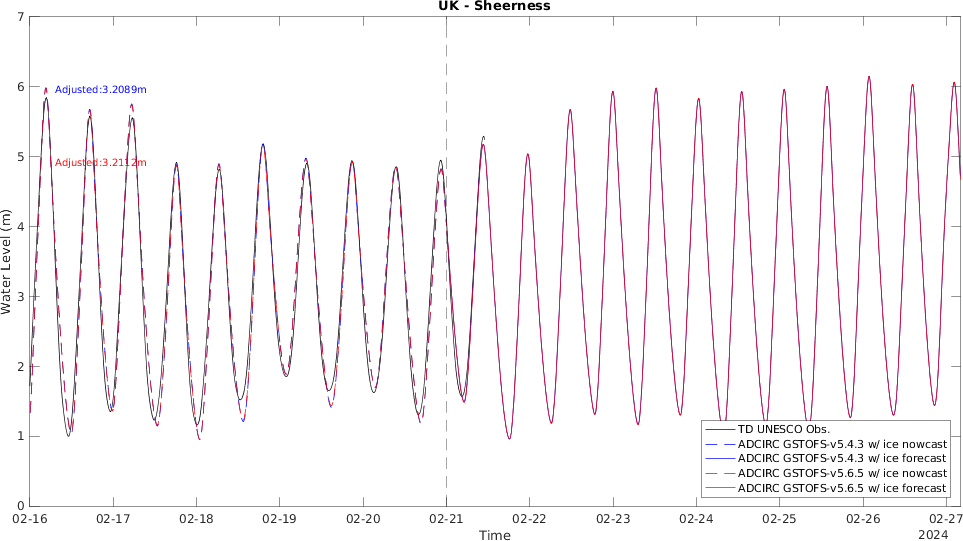 UK - Sheerness
7
6
5
4
3
2
1
0
Water Level (m)
Adjusted:3.2089m
Adjusted:3.2112m
TD UNESCO Obs.
ADCIRC GSTOFS-v5.4.3 w/ ice nowcast
ADCIRC GSTOFS-v5.4.3 w/ ice forecast
ADCIRC GSTOFS-v5.6.5 w/ ice nowcast
ADCIRC GSTOFS-v5.6.5 w/ ice forecast
02-16 02-17 02-18 02-19 02-20 02-21 02-22 02-23 02-24 02-25 02-26 02-27
Time
2024